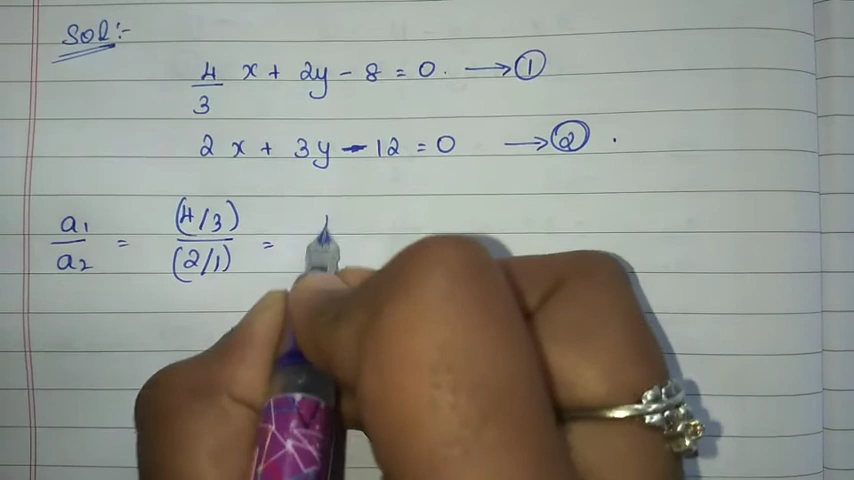 Sol:-
4/3 x + 2y - 8 = 0. → ①
2x + 3y - 12 = 0 → ②.
a₁/a₂ = (4/3)/(2/1) =